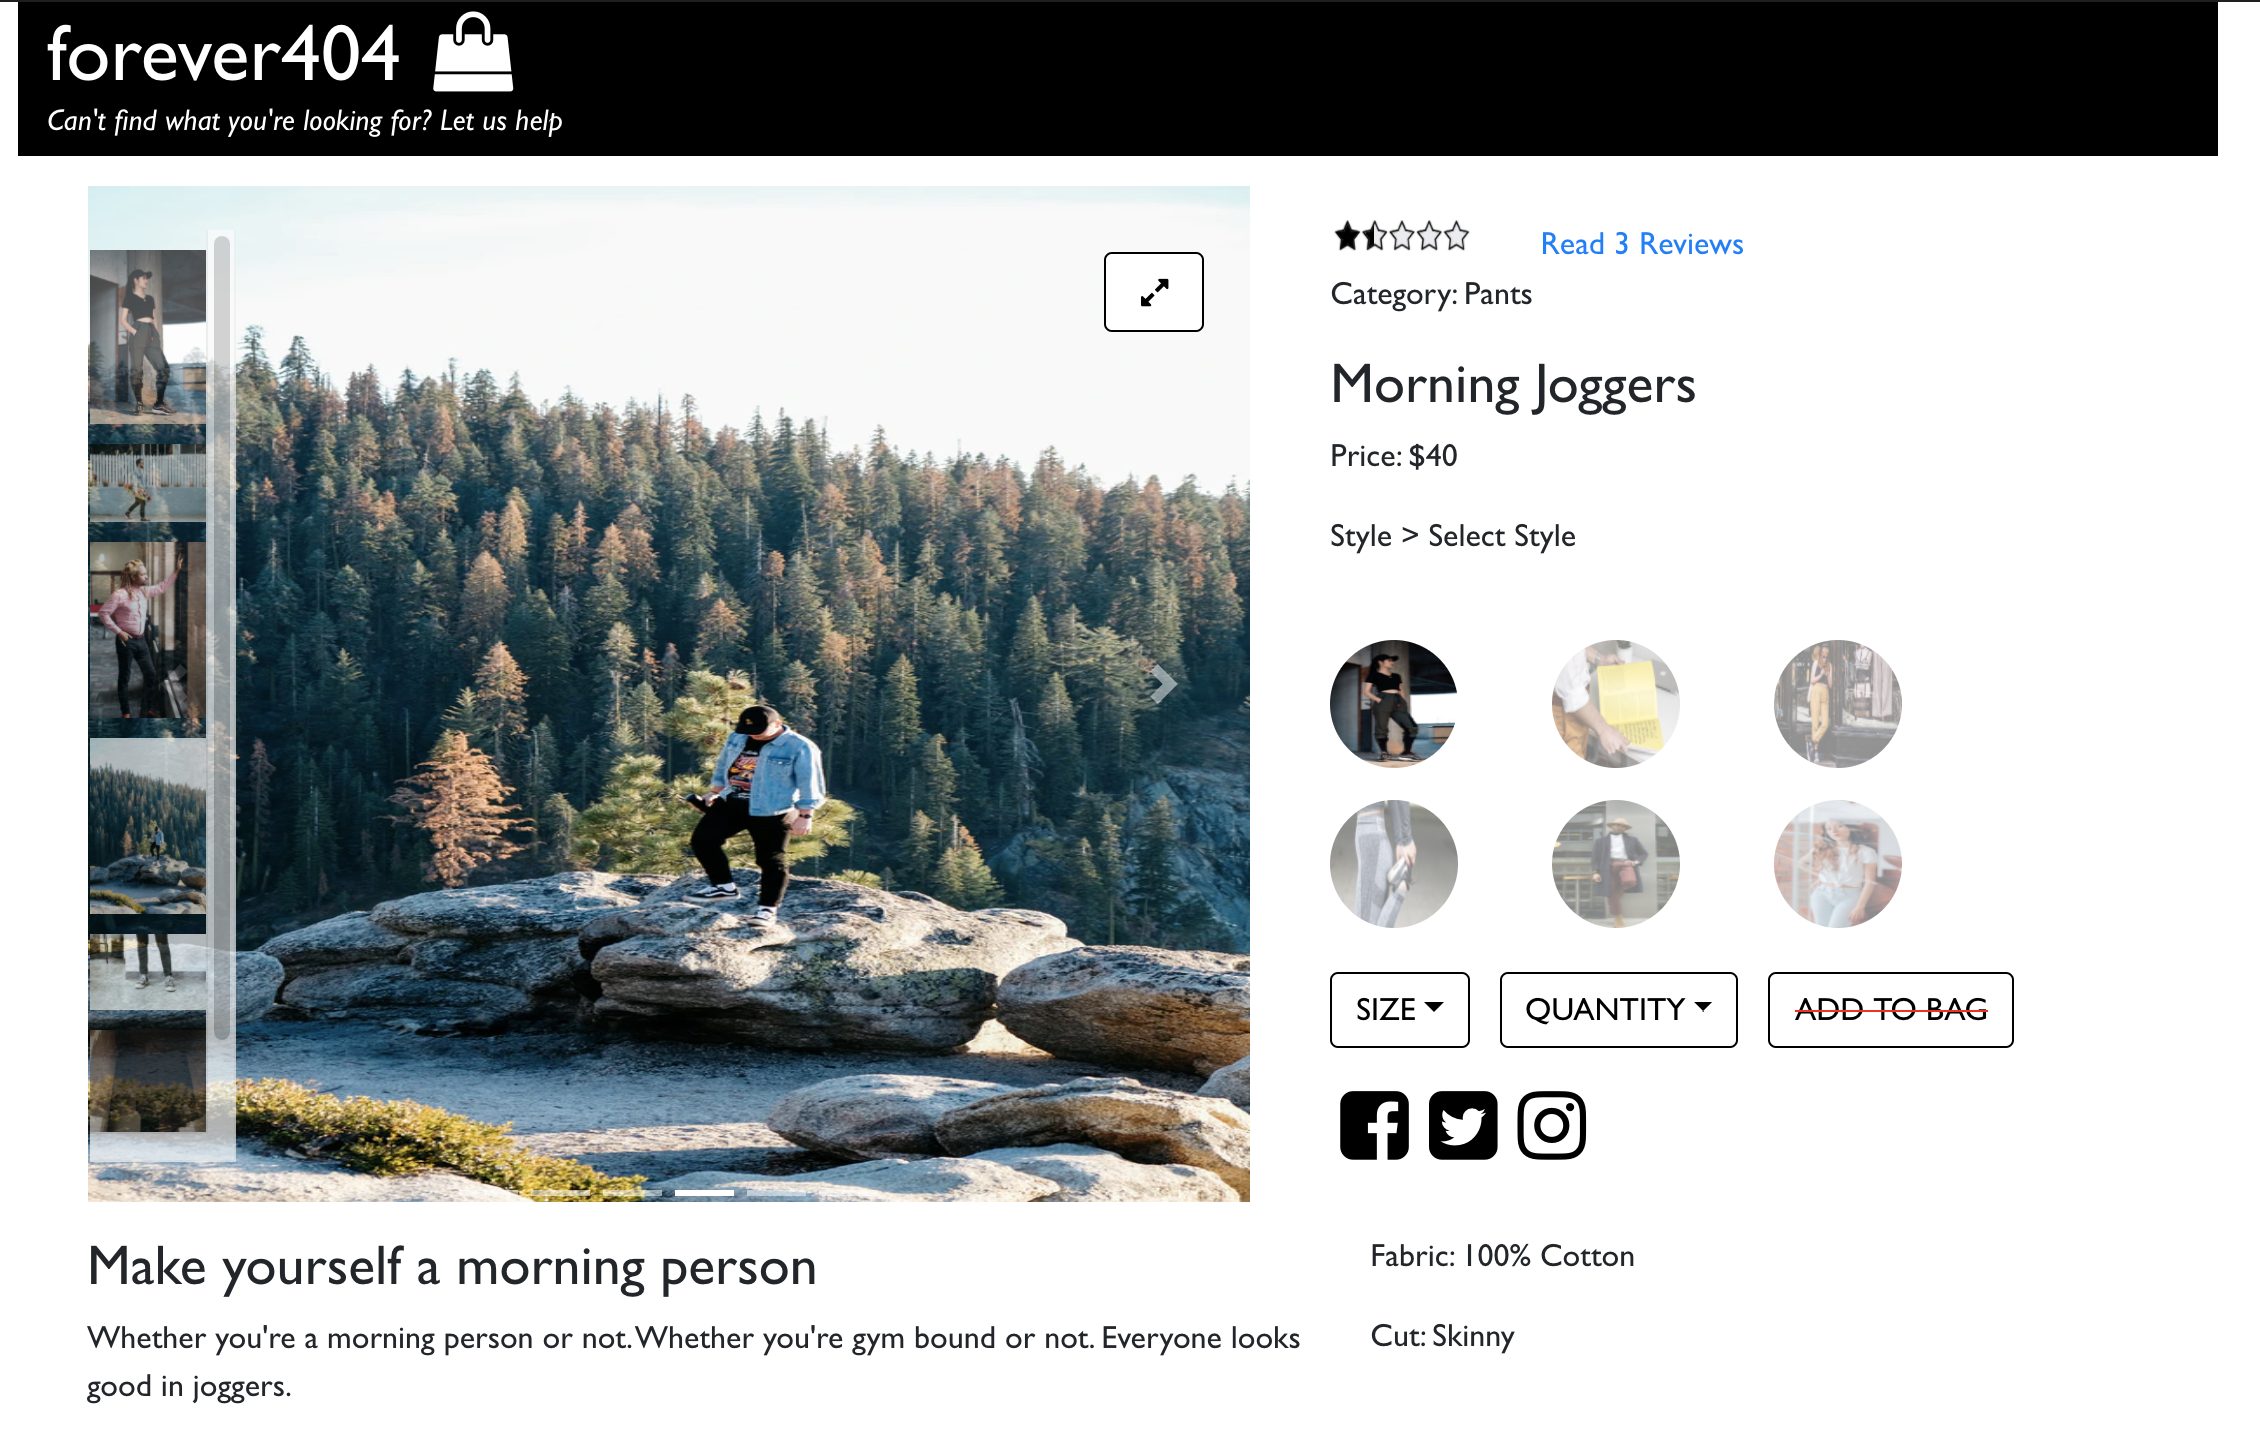 forever404
Can't find what you're looking for? Let us help
Read 3 Reviews
Category: Pants
Morning Joggers
Price: $40
Style > Select Style
SIZE
QUANTITY
ADD TO BAG
Make yourself a morning person
Whether you're a morning person or not. Whether you're gym bound or not. Everyone looks
good in joggers.
Fabric: 100% Cotton
Cut: Skinny